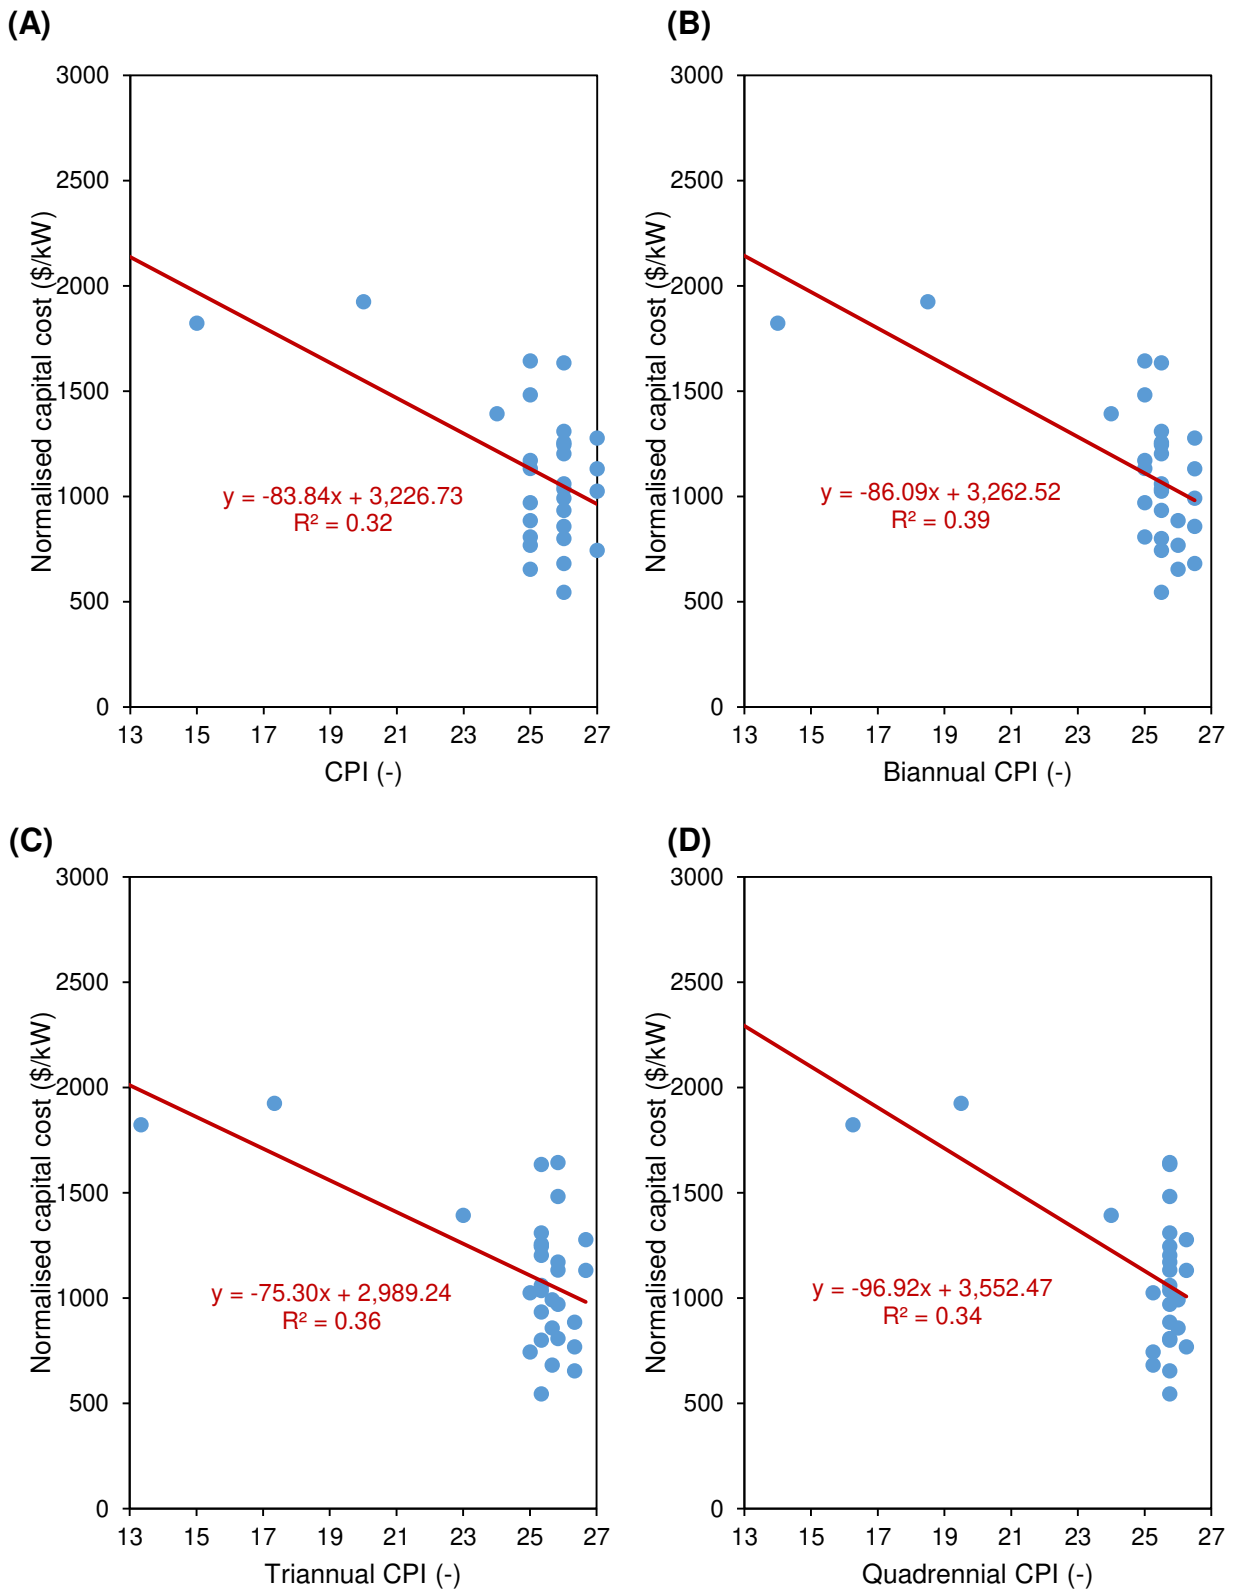 (A)
Normalised capital cost ($/kW)
3000
2500
2000
1500
1000
500
0
y = -83.84x + 3,226.73
R² = 0.32
13 15 17 19 21 23 25 27
CPI (-)
(B)
Normalised capital cost ($/kW)
3000
2500
2000
1500
1000
500
0
y = -86.09x + 3,262.52
R² = 0.39
13 15 17 19 21 23 25 27
Biannual CPI (-)
(C)
Normalised capital cost ($/kW)
3000
2500
2000
1500
1000
500
0
y = -75.30x + 2,989.24
R² = 0.36
13 15 17 19 21 23 25 27
Triannual CPI (-)
(D)
Normalised capital cost ($/kW)
3000
2500
2000
1500
1000
500
0
y = -96.92x + 3,552.47
R² = 0.34
13 15 17 19 21 23 25 27
Quadrennial CPI (-)